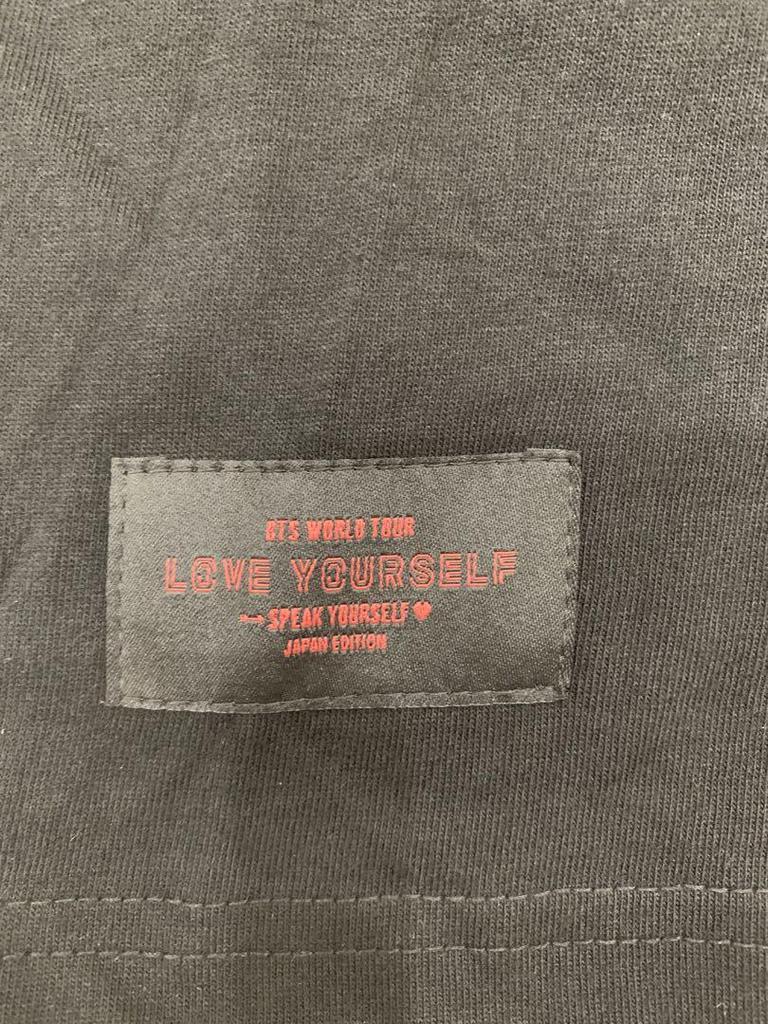 BTS WORLD TOUR
LOVE YOURSELF
SPEAK YOURSELF
JAPAN EDITION